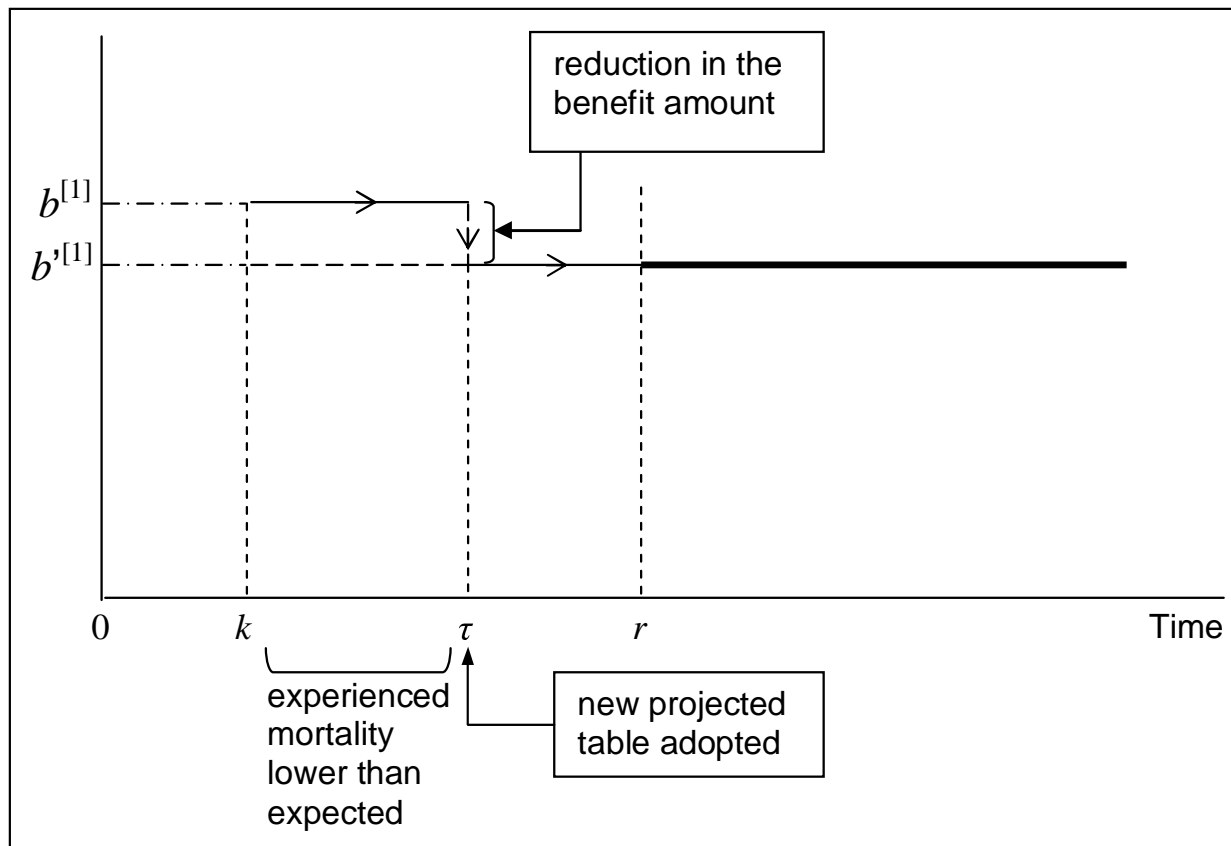 reduction in the
benefit amount
b[1]
b’[1]
0
k
τ
r
Time
experienced
mortality
lower than
expected
new projected
table adopted